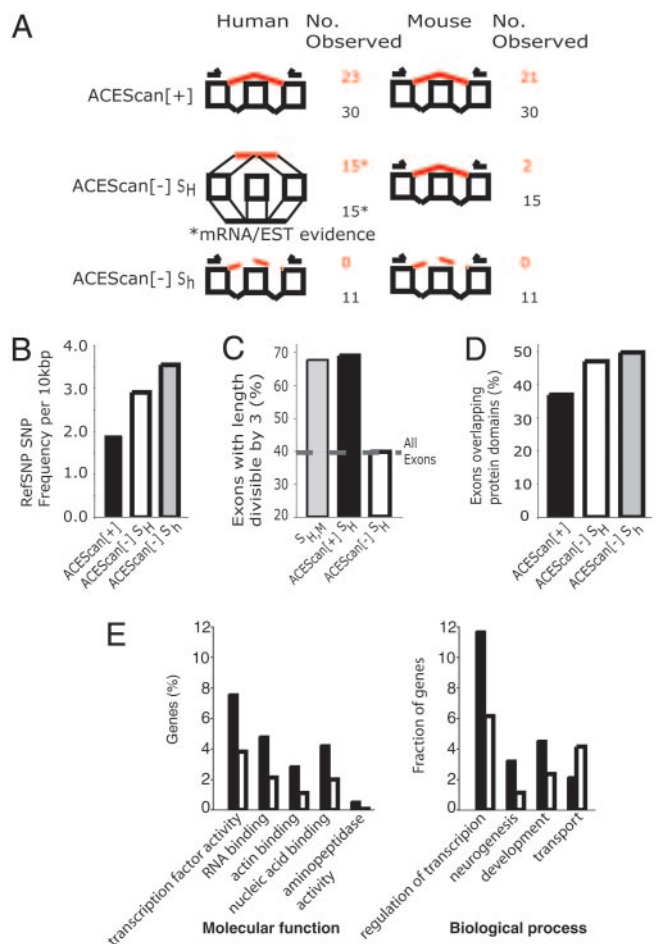 A
Human No. Observed Mouse No. Observed
ACEScan[+] 23 21
30 30
ACEScan[-] SH 15* 2
15* 15
*mRNA/EST evidence
ACEScan[-] Sh 0 0
11 11
B
RefSNP SNP
Frequency per 10kbp
4.0
3.0
2.0
1.0
0.0
ACEScan[+]
ACEScan[-] SH
ACEScan[-] Sh
C
Exons with length
divisible by 3 (%)
70
60
50
40
30
20
All
Exons
SH,M
ACEScan[+] SH
ACEScan[-] SH
D
Exons overlapping
protein domains (%)
50
40
30
20
10
0
ACEScan[+]
ACEScan[-] SH
ACEScan[-] Sh
E
Genes (%)
12
10
8
6
4
2
0
transcription factor activity
RNA binding
actin binding
nucleic acid binding
aminopeptidase
activity
Molecular function
Fraction of genes
12
10
8
6
4
2
0
regulation of transcripion
neurogenesis
development
transport
Biological process